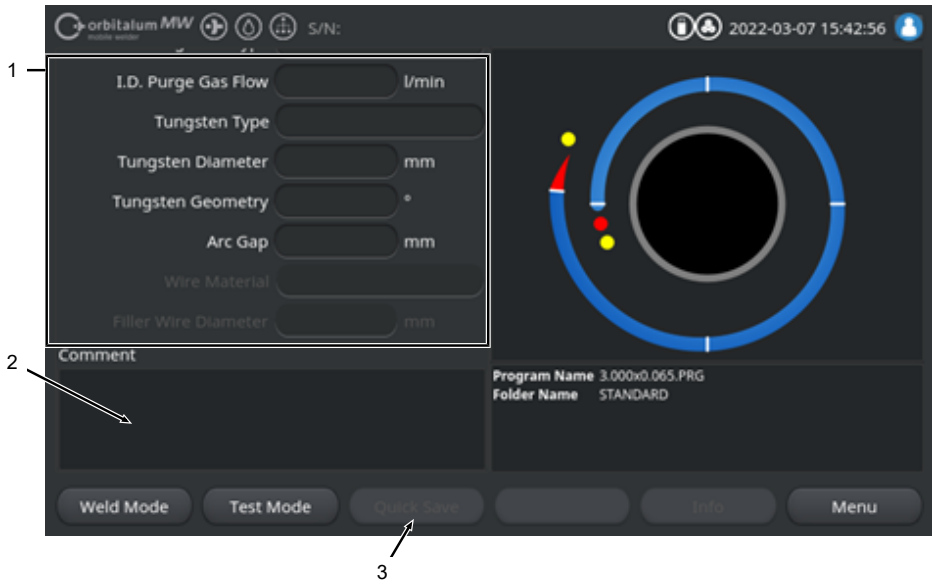 orbitalum MW S/N: 2022-03-07 15:42:56
mobile welder
1
I.D. Purge Gas Flow l/min
Tungsten Type
Tungsten Diameter mm
Tungsten Geometry °
Arc Gap mm
Wire Material
Filler Wire Diameter mm
Comment
2
Program Name 3.000x0.065.PRG
Folder Name STANDARD
Weld Mode Test Mode Quick Save Info Menu
3